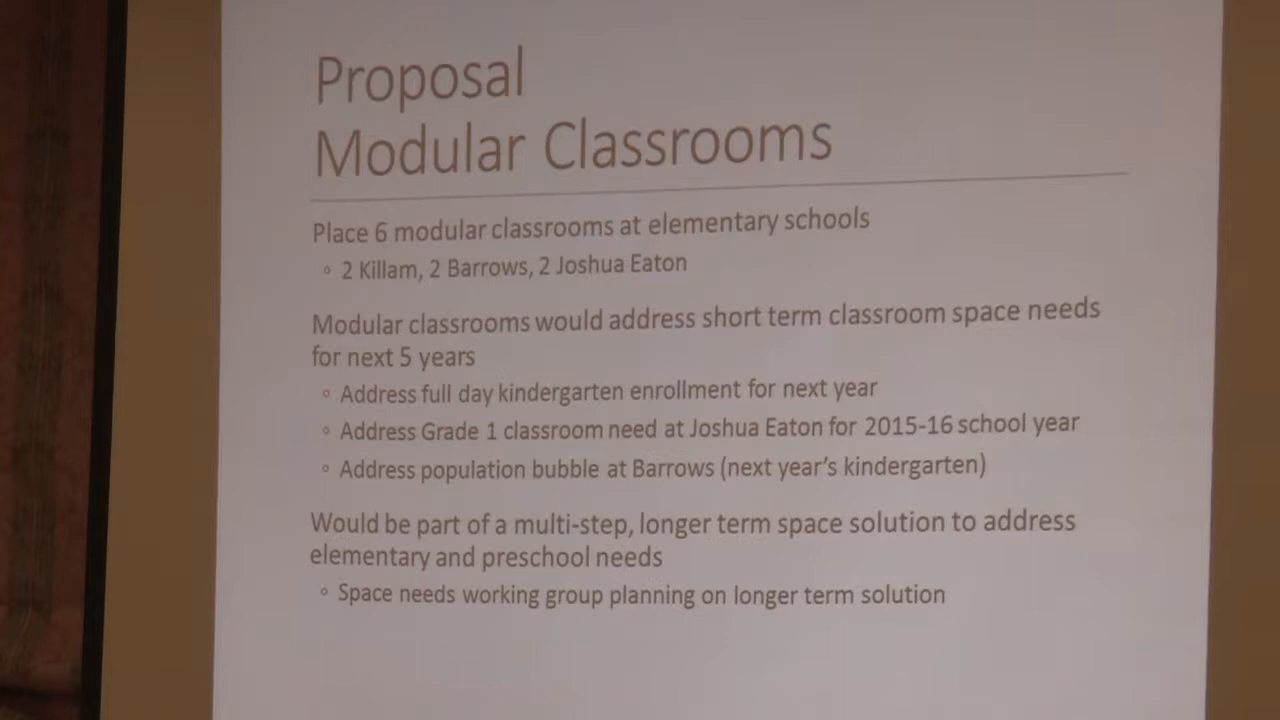 Proposal
Modular Classrooms
Place 6 modular classrooms at elementary schools
◦ 2 Killam, 2 Barrows, 2 Joshua Eaton
Modular classrooms would address short term classroom space needs
for next 5 years
◦ Address full day kindergarten enrollment for next year
◦ Address Grade 1 classroom need at Joshua Eaton for 2015-16 school year
◦ Address population bubble at Barrows (next year's kindergarten)
Would be part of a multi-step, longer term space solution to address
elementary and preschool needs
◦ Space needs working group planning on longer term solution